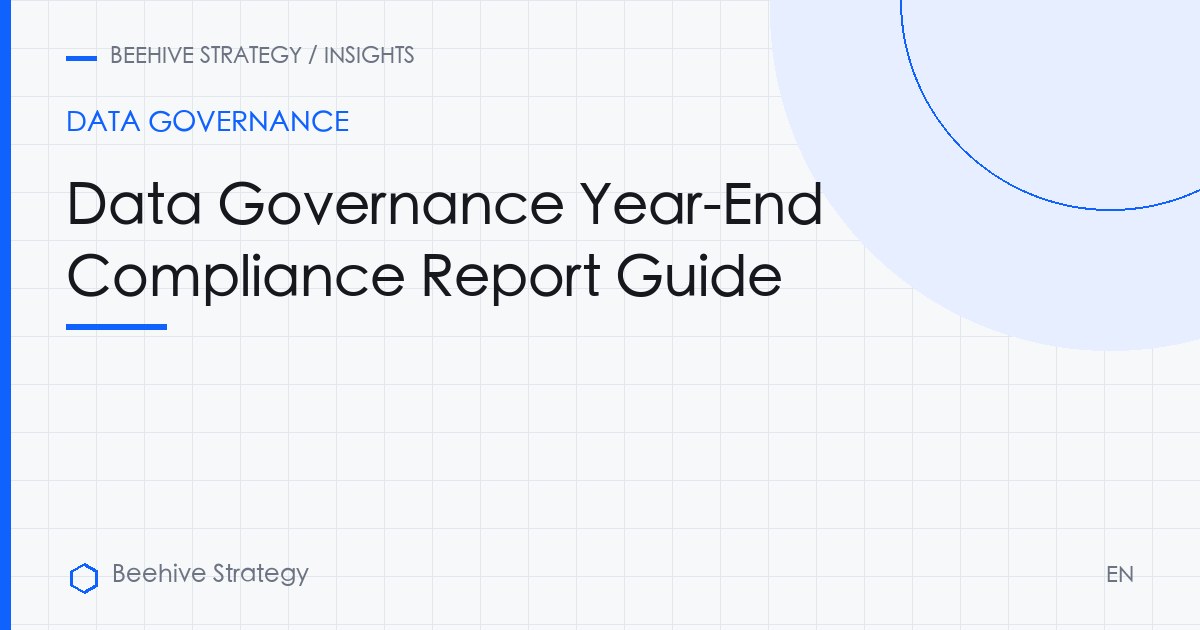 BEEHIVE STRATEGY / INSIGHTS
DATA GOVERNANCE
Data Governance Year-End
Compliance Report Guide
Beehive Strategy
EN